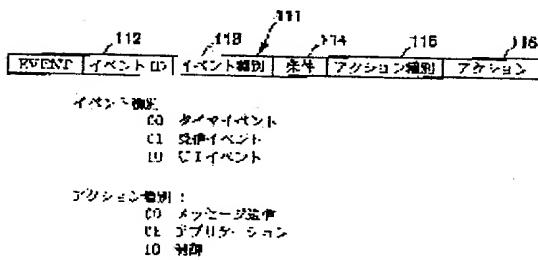 111
112 113 114 115 116
EVENT イベントID イベント種別 条件 アクション種別 アクション
イベント種別
00 タイマイベント
01 受信イベント
10 UIイベント
アクション種別：
00 メッセージ送信
01 アプリケーション
10 制御